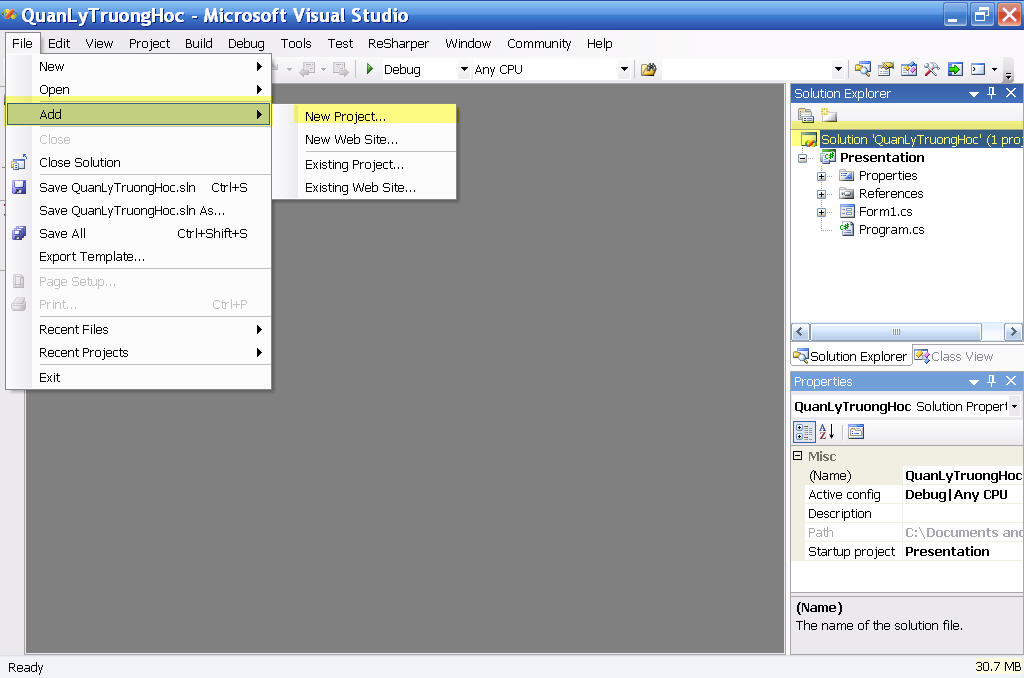 QuanLyTruongHoc - Microsoft Visual Studio
File Edit View Project Build Debug Tools Test ReSharper Window Community Help
Debug Any CPU
New
Open
Add
Close
Close Solution
Save QuanLyTruongHoc.sln Ctrl+S
Save QuanLyTruongHoc.sln As...
Save All Ctrl+Shift+S
Export Template...
Page Setup...
Print... Ctrl+P
Recent Files
Recent Projects
Exit
New Project...
New Web Site...
Existing Project...
Existing Web Site...
Solution Explorer
Solution 'QuanLyTruongHoc' (1 proj
Presentation
Properties
References
Form1.cs
Program.cs
Solution Explorer Class View
Properties
QuanLyTruongHoc Solution Propert
Misc
(Name) QuanLyTruongHoc
Active config Debug|Any CPU
Description
Path C:\Documents and
Startup project Presentation
(Name)
The name of the solution file.
Ready 30.7 MB